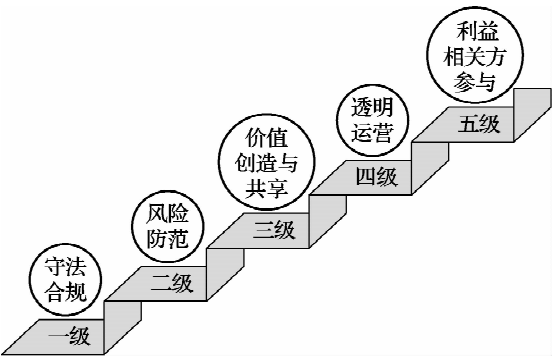 利益
相关方
参与
五级
透明
运营
四级
价值
创造与
共享
三级
风险
防范
二级
守法
合规
一级